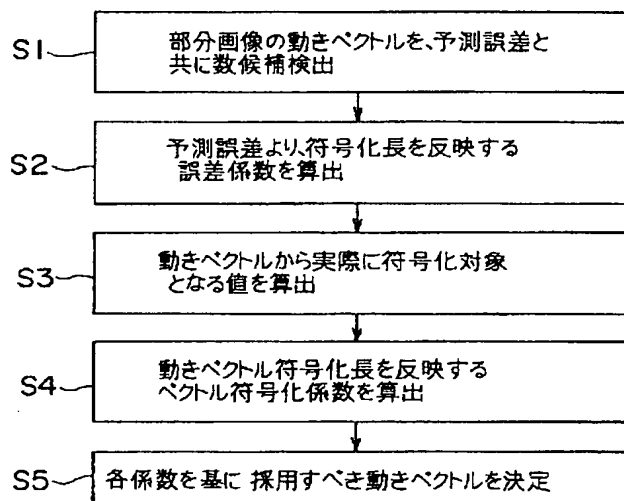 S1 部分画像の動きベクトルを、予測誤差と
共に数候補検出
S2 予測誤差より、符号化長を反映する
誤差係数を算出
S3 動きベクトルから実際に符号化対象
となる値を算出
S4 動きベクトル符号化長を反映する
ベクトル符号化係数を算出
S5 各係数を基に採用すべき動きベクトルを決定